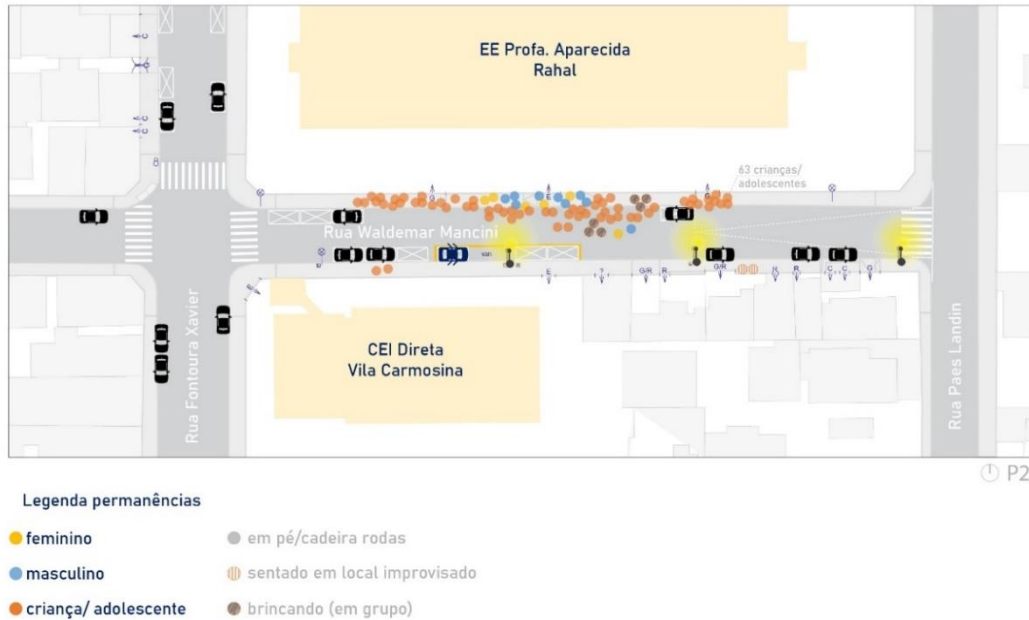 EE Profa. Aparecida
Rahal
63 crianças/
adolescentes
Rua Waldemar Mancini
CEI Direta
Vila Carmosina
Rua Fontoura Xavier
Rua Paes Landin
E
?
G/R
R
G/R
R
C
C
G
P2
Legenda permanências
feminino
em pé/cadeira rodas
masculino
sentado em local improvisado
criança/ adolescente
brincando (em grupo)